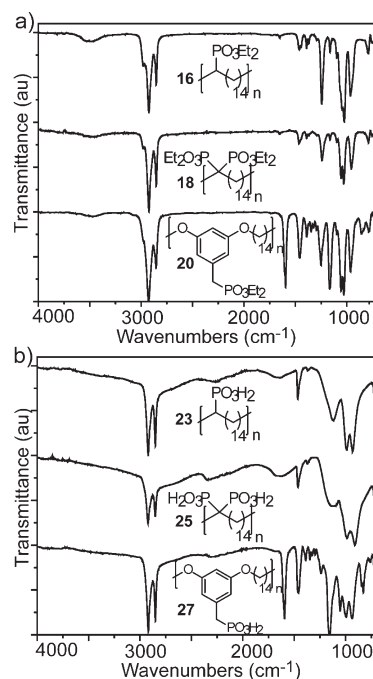 a)
PO3Et2
16
14 n
Et2O3P PO3Et2
18
14 n
O O
14 n
20
PO3Et2
Transmittance (au)
4000 3000 2000 1000
Wavenumbers (cm-1)
b)
PO3H2
23
14 n
H2O3P PO3H2
25
14 n
O O
14 n
27
PO3H2
Transmittance (au)
4000 3000 2000 1000
Wavenumbers (cm-1)